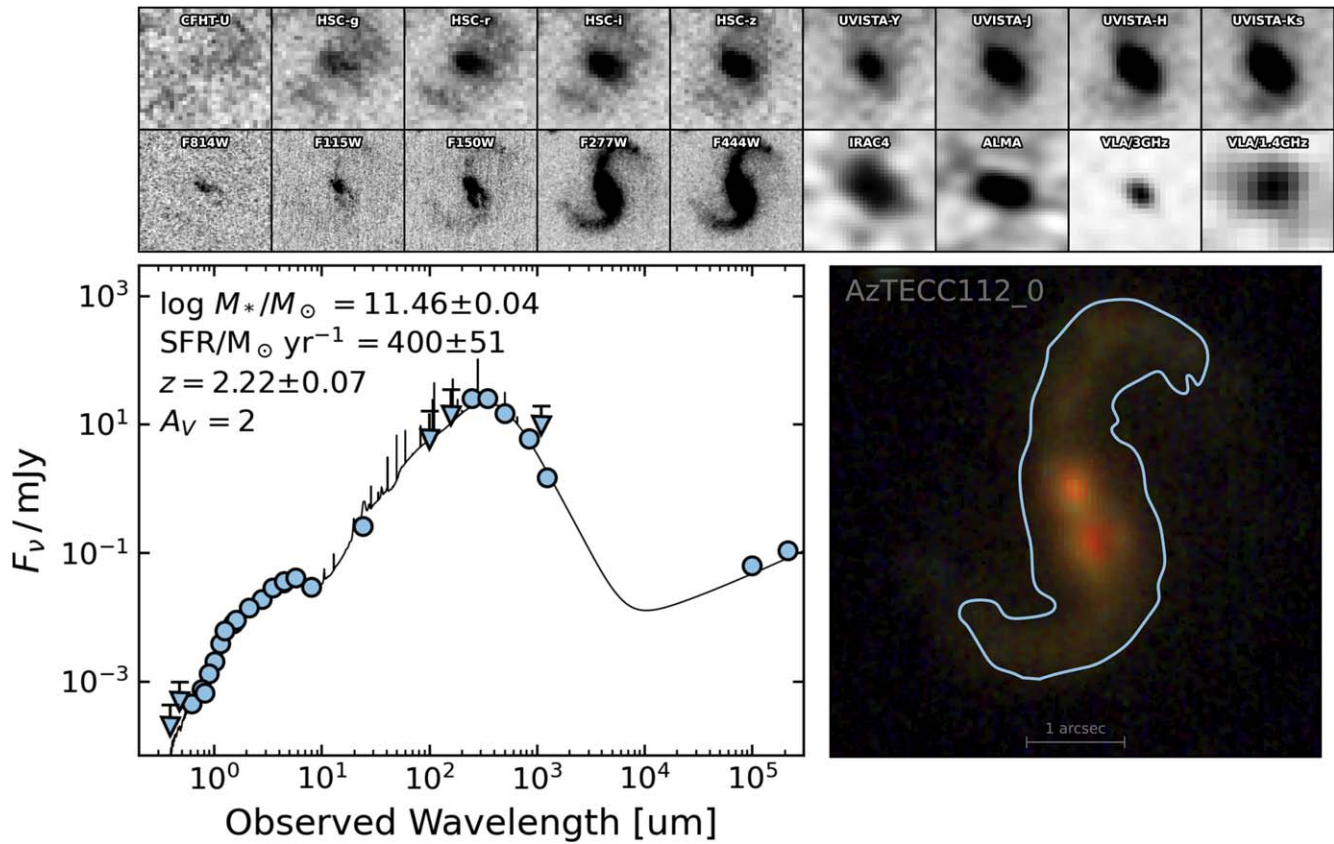 CFHT-U HSC-g HSC-r HSC-i HSC-z UVISTA-Y UVISTA-J UVISTA-H UVISTA-Ks
F814W F115W F150W F277W F444W IRAC4 ALMA VLA/3GHz VLA/1.4GHz
log M*/M⊙ = 11.46±0.04
SFR/M⊙ yr⁻¹ = 400±51
z = 2.22±0.07
A_V = 2
10³
10¹
10⁻¹
10⁻³
F_ν / mJy
10⁰ 10¹ 10² 10³ 10⁴ 10⁵
Observed Wavelength [um]
AzTECC112_0
1 arcsec